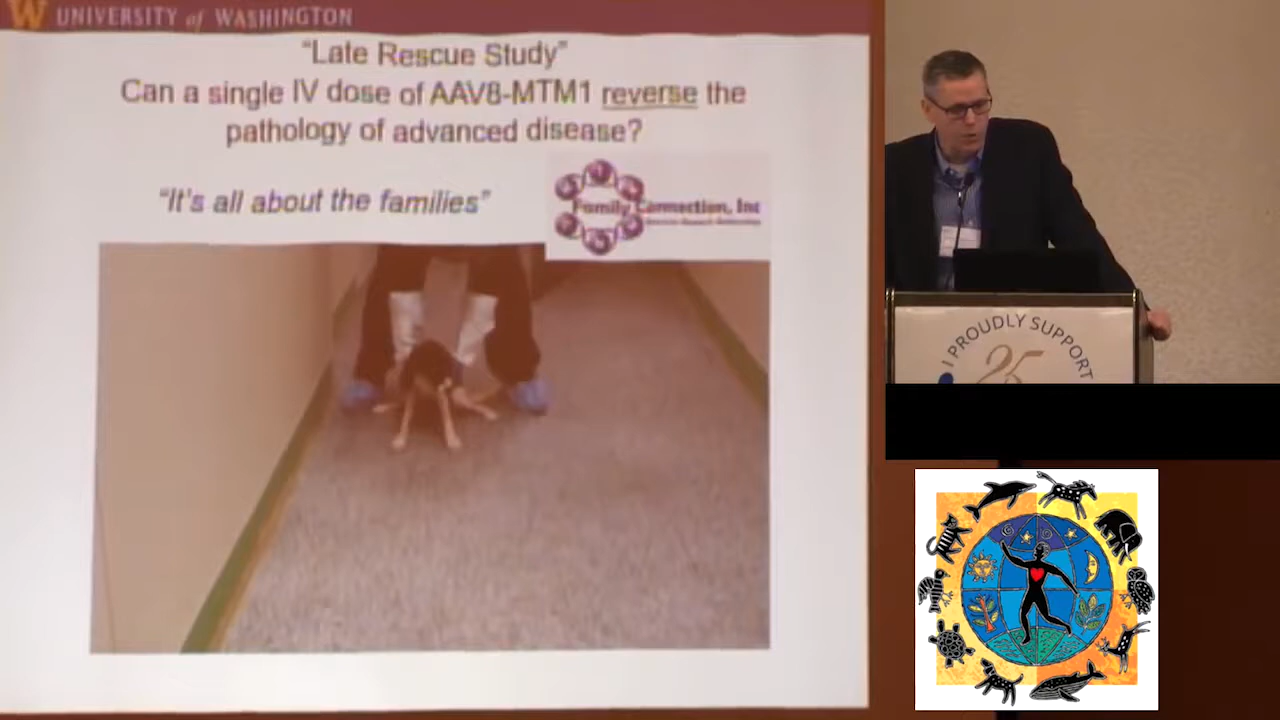 W UNIVERSITY of WASHINGTON
“Late Rescue Study”
Can a single IV dose of AAV8-MTM1 reverse the
pathology of advanced disease?
“It's all about the families”
Family Connection, Inc
I PROUDLY SUPPORT
25